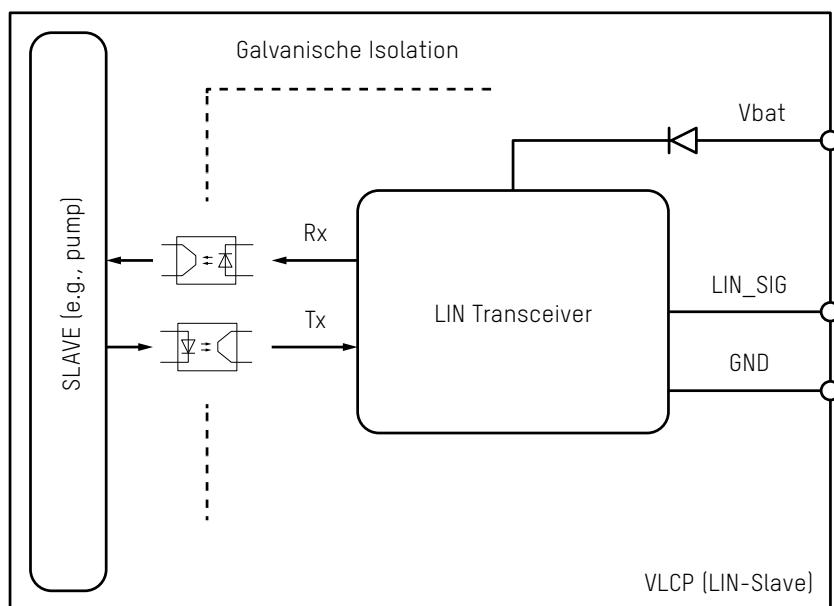 Galvanische Isolation
Vbat
SLAVE (e.g., pump)
Rx
LIN_SIG
LIN Transceiver
Tx
GND
VLCP (LIN-Slave)